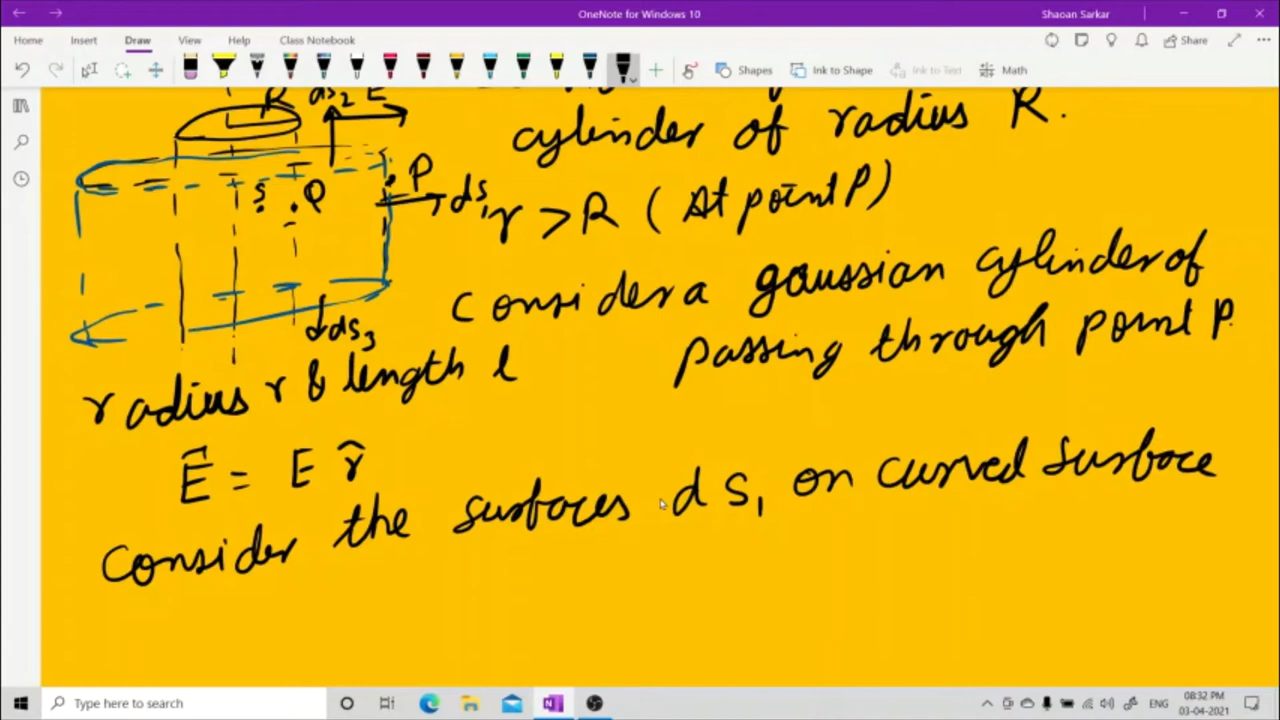 OneNote for Windows 10
Shaoan Sarkar
Home Insert Draw View Help Class Notebook
Share
Shapes
Ink to Shape
Ink to Text
Math
R ds2 E
cylinder of radius R.
S Q P ds1
r > R ( At point P)
Consider a gaussian cylinder of
passing through point P.
ds3
radius r & length l
E⃗ = E r̂
Consider the surfaces ds1 on curved surface
Type here to search
ENG
08:32 PM
03-04-2021